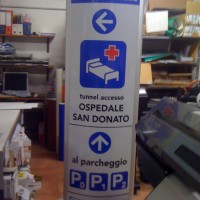 tunnel accesso
OSPEDALE
SAN DONATO
al parcheggio
P0 P1 P2